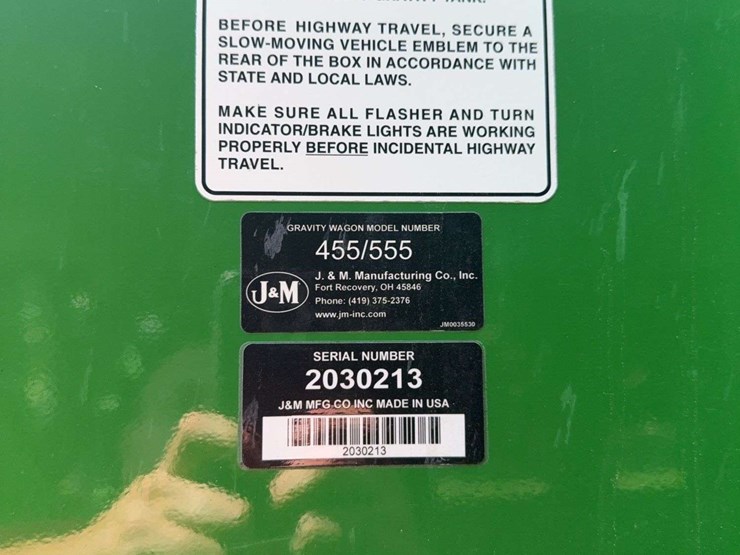 BEFORE HIGHWAY TRAVEL, SECURE A
SLOW-MOVING VEHICLE EMBLEM TO THE
REAR OF THE BOX IN ACCORDANCE WITH
STATE AND LOCAL LAWS.
MAKE SURE ALL FLASHER AND TURN
INDICATOR/BRAKE LIGHTS ARE WORKING
PROPERLY BEFORE INCIDENTAL HIGHWAY
TRAVEL.
GRAVITY WAGON MODEL NUMBER
455/555
J&M
J. & M. Manufacturing Co., Inc.
Fort Recovery, OH 45846
Phone: (419) 375-2376
www.jm-inc.com
JM0035530
SERIAL NUMBER
2030213
J&M MFG CO INC MADE IN USA
2030213